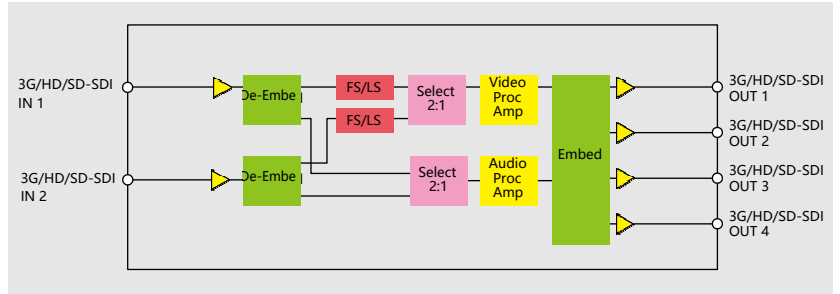 3G/HD/SD-SDI
IN 1
De-Embe
FS/LS
FS/LS
Select
2:1
Video
Proc
Amp
3G/HD/SD-SDI
OUT 1
3G/HD/SD-SDI
OUT 2
Embed
3G/HD/SD-SDI
IN 2
De-Embe
Select
2:1
Audio
Proc
Amp
3G/HD/SD-SDI
OUT 3
3G/HD/SD-SDI
OUT 4